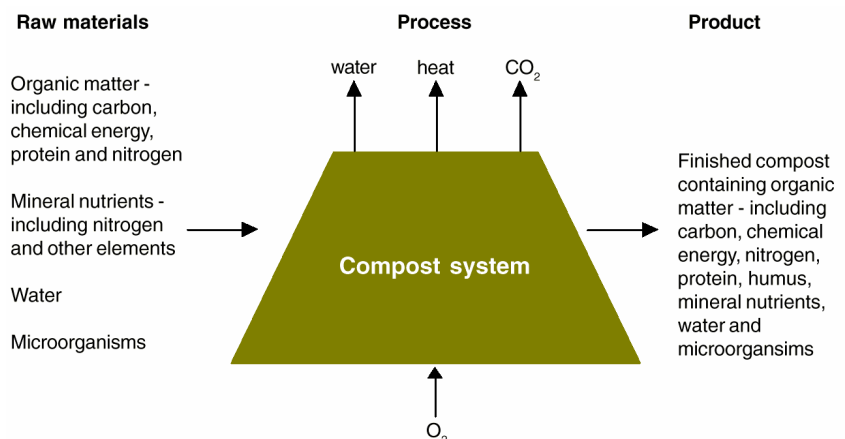 Raw materials
Process
Product
water
heat
CO₂
Organic matter -
including carbon,
chemical energy,
protein and nitrogen
Mineral nutrients -
including nitrogen
and other elements
Water
Microorganisms
Compost system
Finished compost
containing organic
matter - including
carbon, chemical
energy, nitrogen,
protein, humus,
mineral nutrients,
water and
microorgansims
O₂